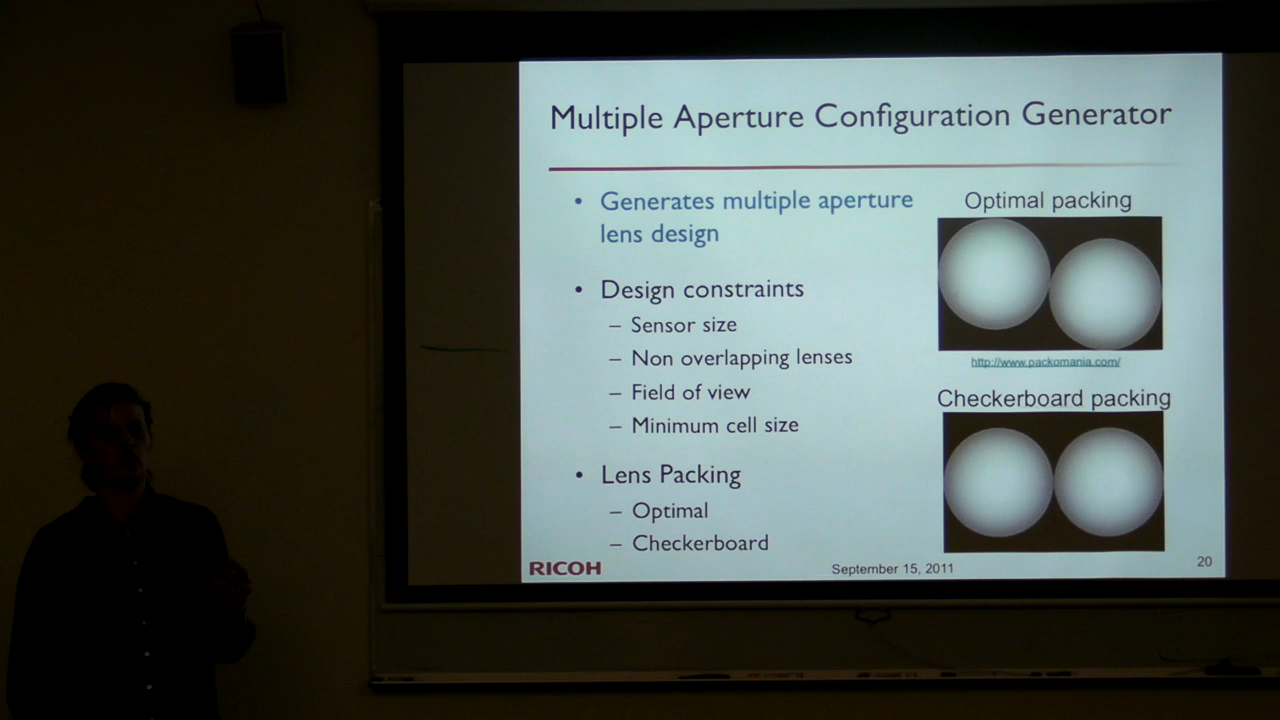 Multiple Aperture Configuration Generator
• Generates multiple aperture
lens design
• Design constraints
– Sensor size
– Non overlapping lenses
– Field of view
– Minimum cell size
• Lens Packing
– Optimal
– Checkerboard
Optimal packing
http://www.packomania.com/
Checkerboard packing
RICOH
September 15, 2011
20